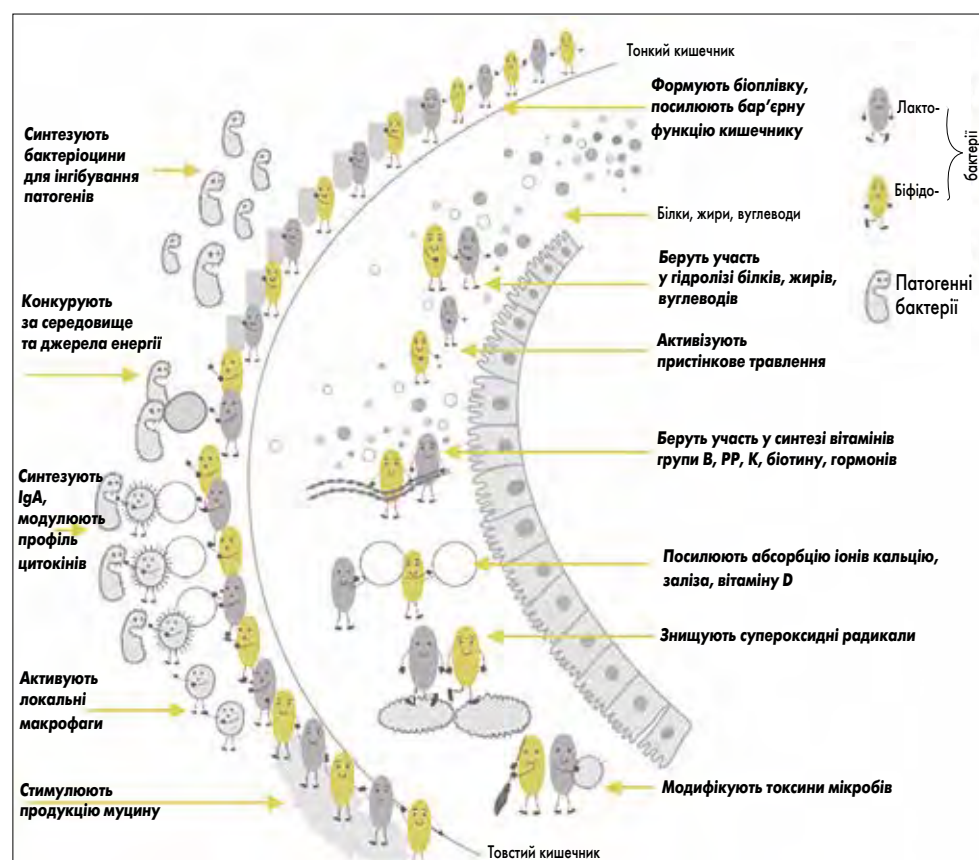 Тонкий кишечник
Формують біоплівку,
посилюють бар’єрну
функцію кишечнику
Лакто-
Біфідо-
бактерії
Патогенні
бактерії
Синтезують
бактеріоцини
для інгібування
патогенів
Білки, жири, вуглеводи
Беруть участь
у гідролізі білків, жирів,
вуглеводів
Конкурують
за середовище
та джерела енергії
Активізують
пристінкове травлення
Беруть участь у синтезі вітамінів
групи В, РР, К, біотину, гормонів
Синтезують
IgA,
модулюють
профіль
цитокінів
Посилюють абсорбцію іонів кальцію,
заліза, вітаміну D
Знищують супероксидні радикали
Активують
локальні
макрофаги
Стимулюють
продукцію муцину
Модифікують токсини мікробів
Товстий кишечник